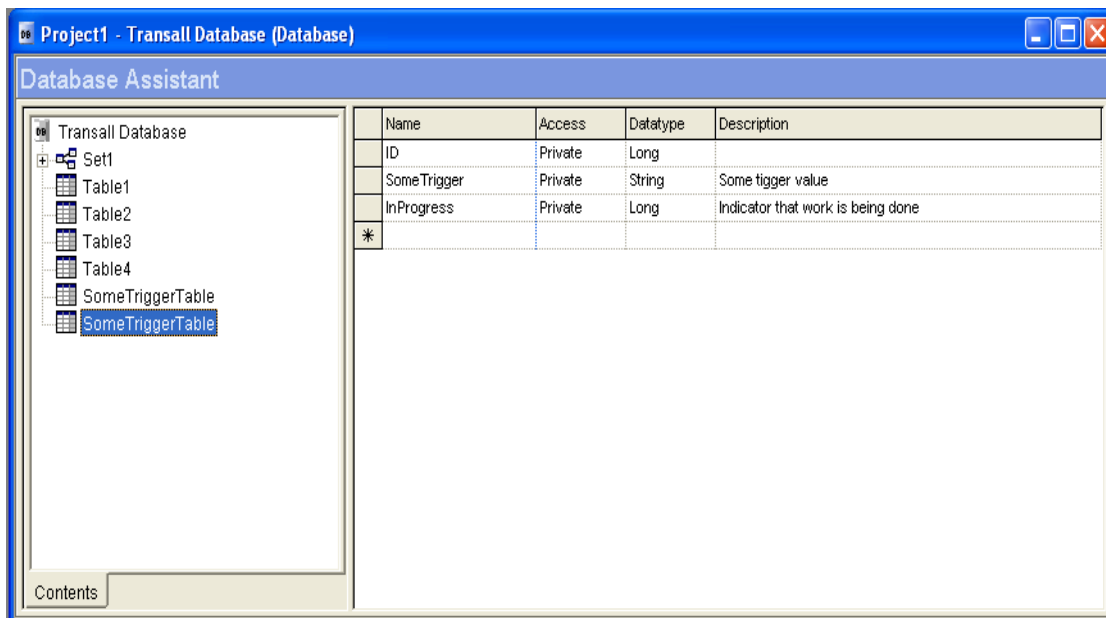 DB Project1 - Transall Database (Database)
Database Assistant
DB Transall Database
Set1
Table1
Table2
Table3
Table4
SomeTriggerTable
SomeTriggerTable
Contents
Name Access Datatype Description
ID Private Long
SomeTrigger Private String Some tigger value
InProgress Private Long Indicator that work is being done